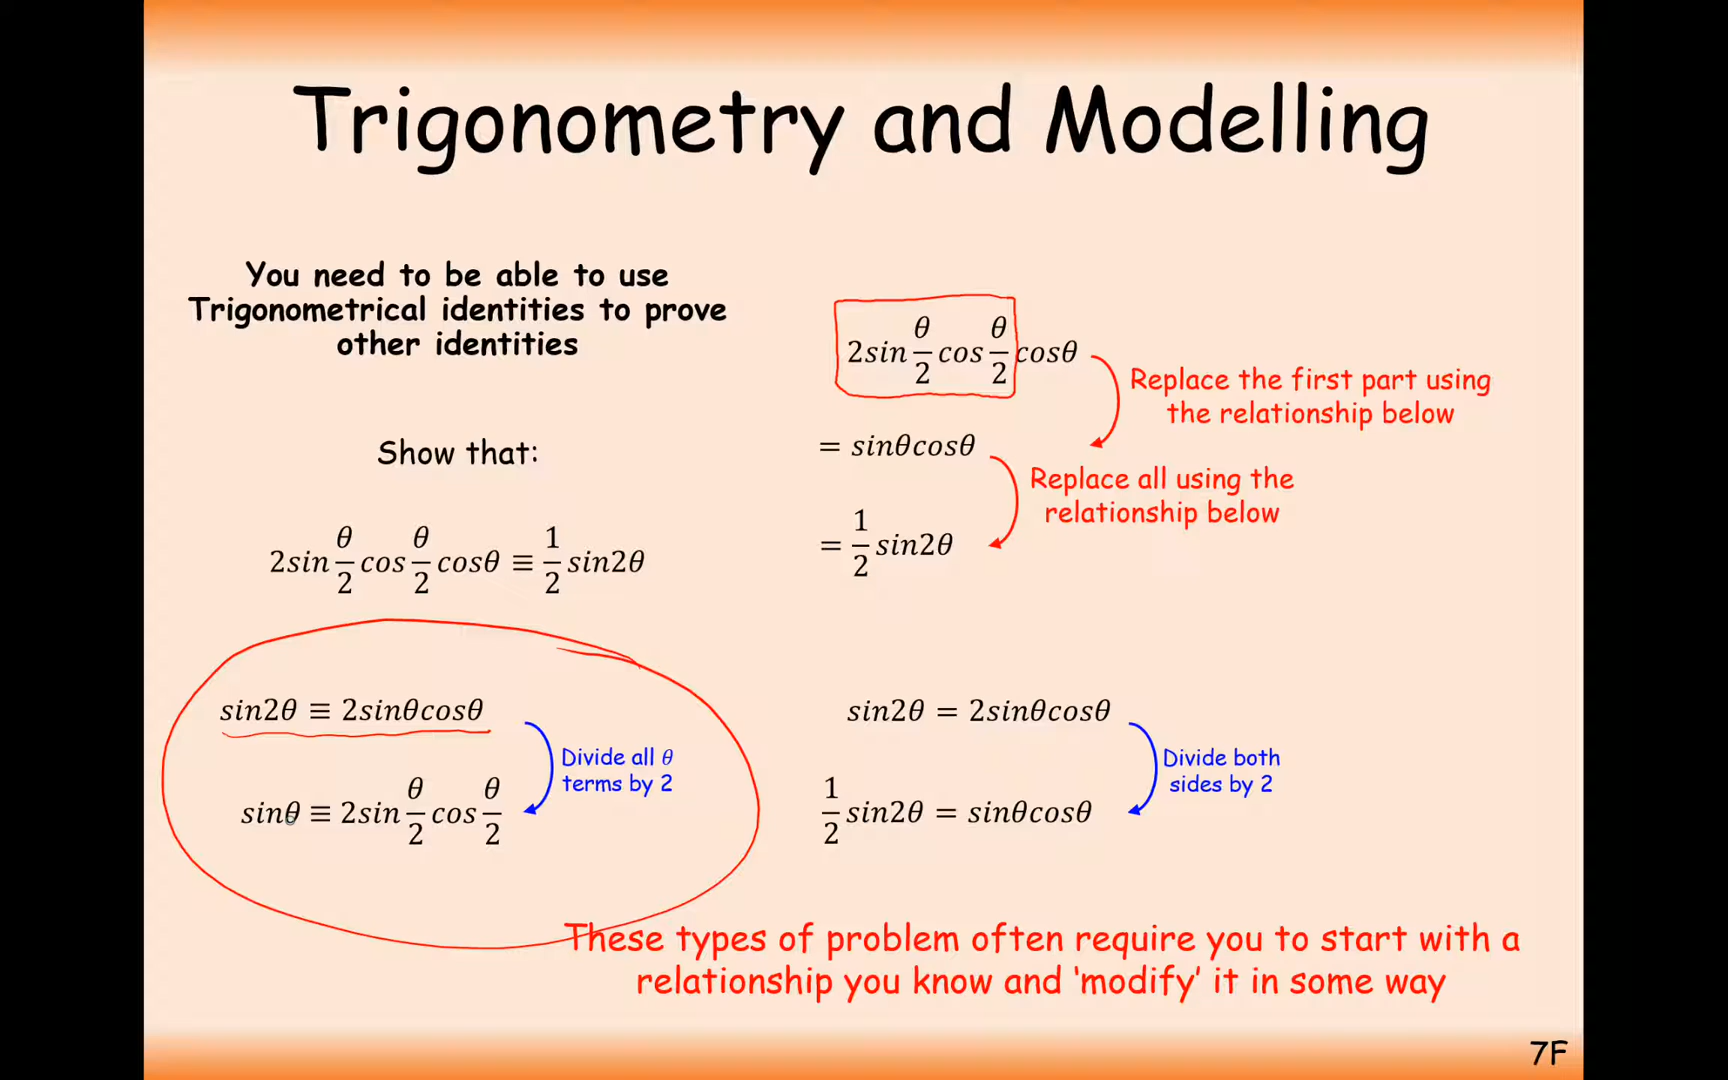 Trigonometry and Modelling
You need to be able to use
Trigonometrical identities to prove
other identities
Show that:
2sin θ/2 cos θ/2 cosθ ≡ 1/2 sin2θ
sin2θ ≡ 2sinθcosθ
Divide all θ
terms by 2
sinθ ≡ 2sin θ/2 cos θ/2
2sin θ/2 cos θ/2 cosθ
Replace the first part using
the relationship below
= sinθcosθ
Replace all using the
relationship below
= 1/2 sin2θ
sin2θ = 2sinθcosθ
Divide both
sides by 2
1/2 sin2θ = sinθcosθ
These types of problem often require you to start with a
relationship you know and ‘modify’ it in some way
7F